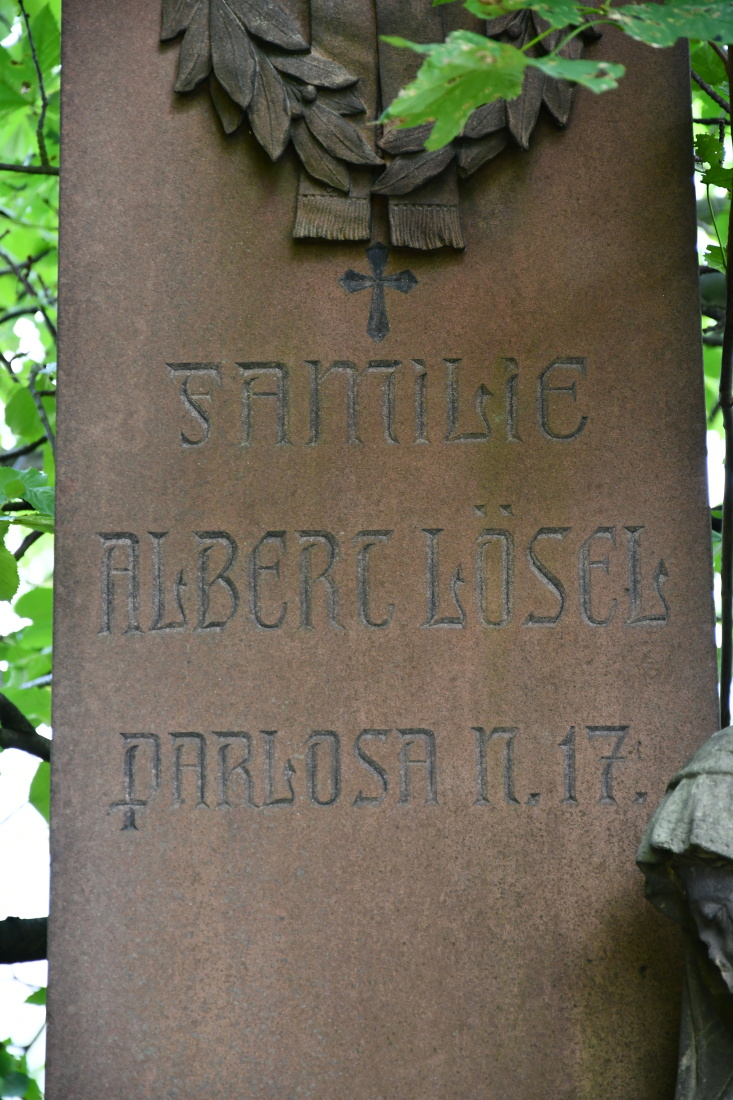 FAMILIE
ALBERT LÖSEL
PARLOSA N. 17.